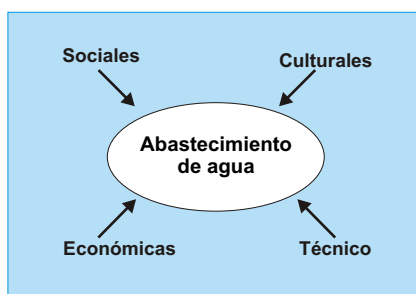 Sociales
Culturales
Abastecimiento
de agua
Económicas
Técnico